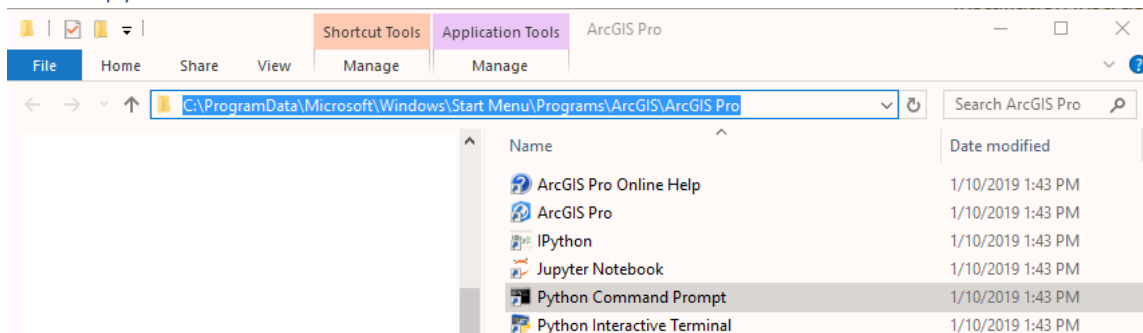 Shortcut Tools Application Tools ArcGIS Pro
File Home Share View Manage Manage
C:\ProgramData\Microsoft\Windows\Start Menu\Programs\ArcGIS\ArcGIS Pro Search ArcGIS Pro
Name Date modified
ArcGIS Pro Online Help 1/10/2019 1:43 PM
ArcGIS Pro 1/10/2019 1:43 PM
IPython 1/10/2019 1:43 PM
Jupyter Notebook 1/10/2019 1:43 PM
Python Command Prompt 1/10/2019 1:43 PM
Python Interactive Terminal 1/10/2019 1:43 PM